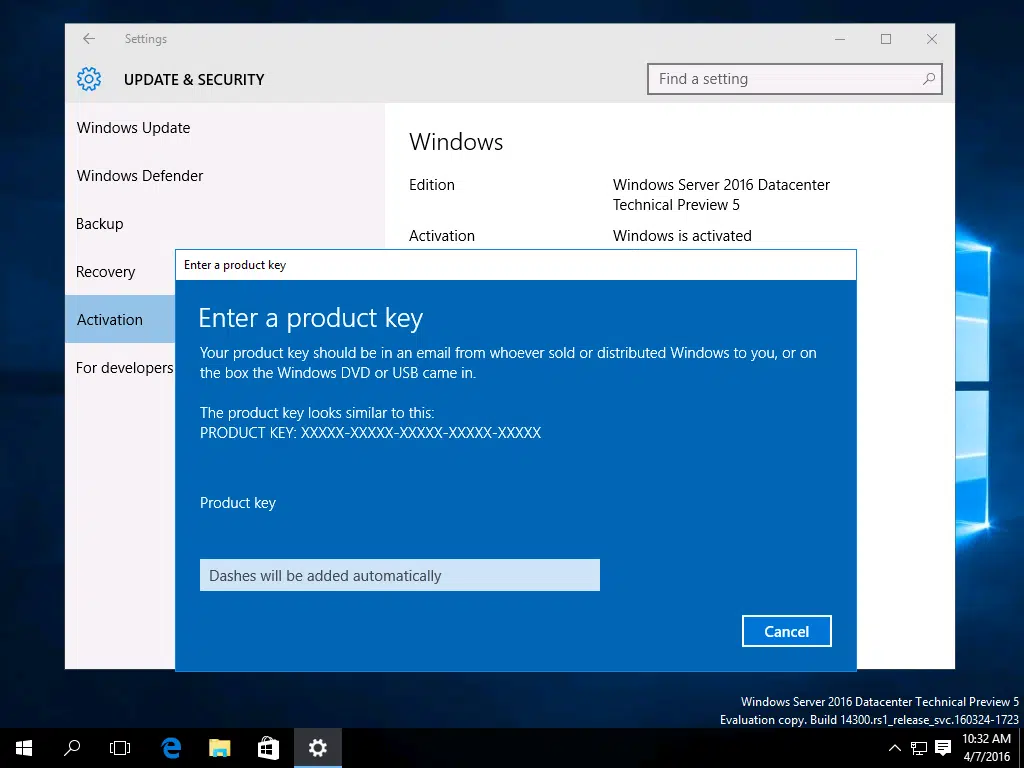 Settings
UPDATE & SECURITY
Find a setting
Windows Update
Windows Defender
Backup
Recovery
Activation
For developers
Windows
Edition
Windows Server 2016 Datacenter
Technical Preview 5
Activation
Windows is activated
Enter a product key
Enter a product key
Your product key should be in an email from whoever sold or distributed Windows to you, or on
the box the Windows DVD or USB came in.
The product key looks similar to this:
PRODUCT KEY: XXXXX-XXXXX-XXXXX-XXXXX-XXXXX
Product key
Dashes will be added automatically
Cancel
Windows Server 2016 Datacenter Technical Preview 5
Evaluation copy. Build 14300.rs1_release_svc.160324-1723
10:32 AM
4/7/2016